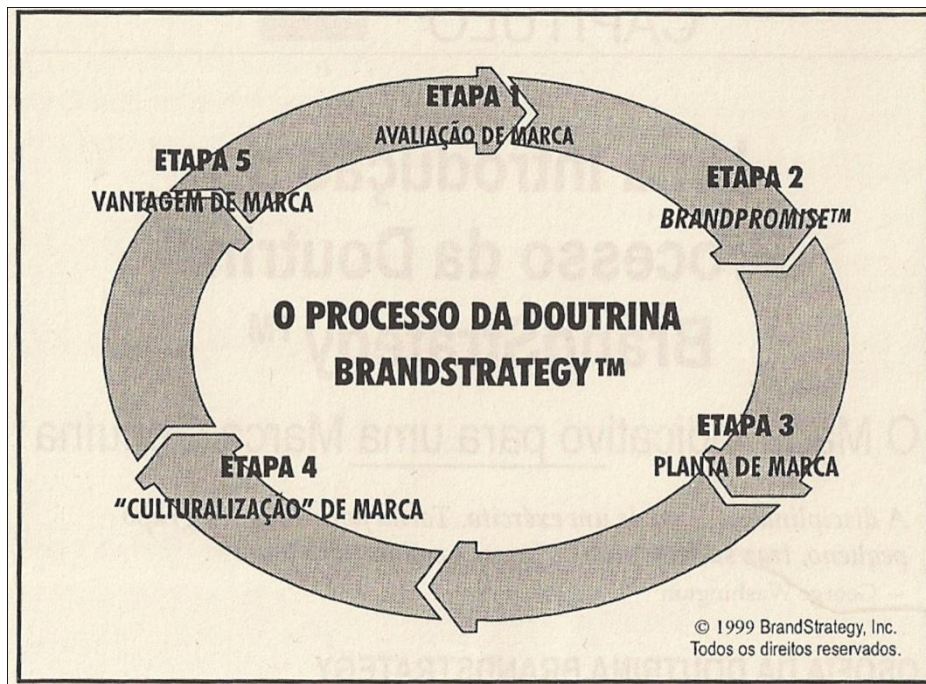 ETAPA 1
AVALIAÇÃO DE MARCA
ETAPA 2
BRANDPROMISE™
ETAPA 3
PLANTA DE MARCA
ETAPA 4
“CULTURALIZAÇÃO” DE MARCA
ETAPA 5
VANTAGEM DE MARCA
O PROCESSO DA DOUTRINA
BRANDSTRATEGY™
© 1999 BrandStrategy, Inc.
Todos os direitos reservados.